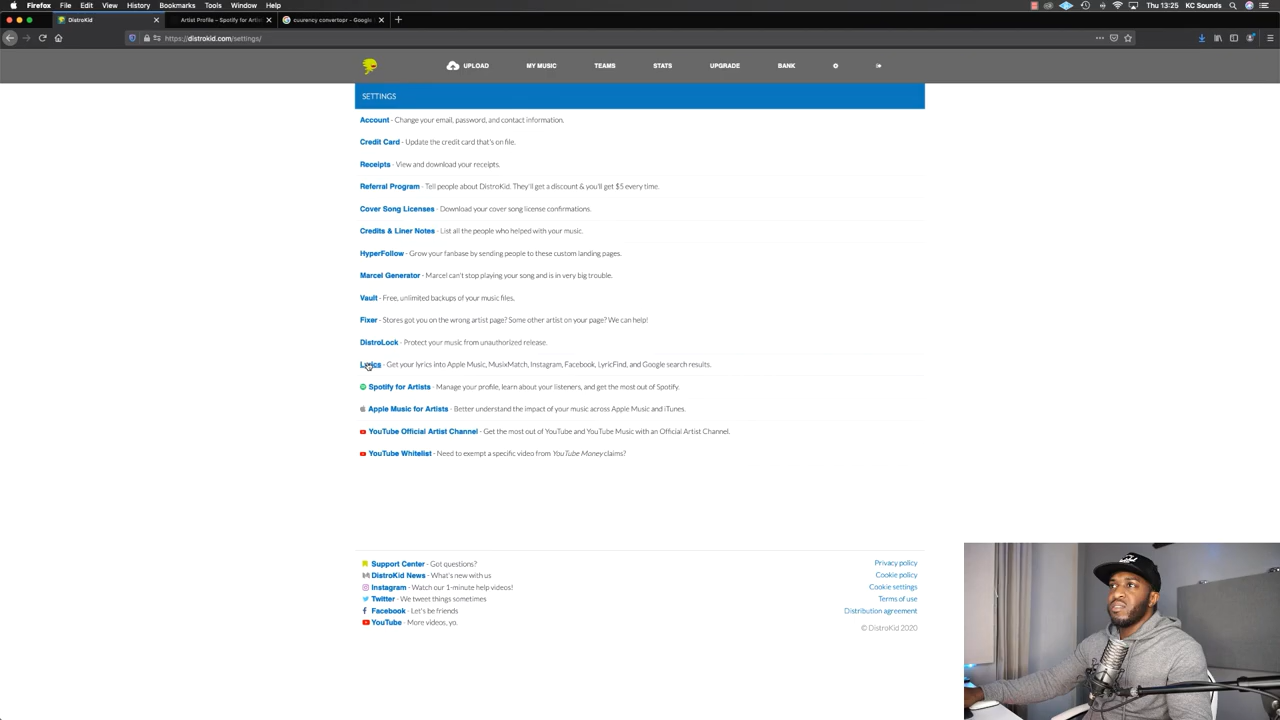 Firefox File Edit View History Bookmarks Tools Window Help Thu 13:25 KC Sounds
DistroKid
Artist Profile – Spotify for Artis
cuurency convertopr - Google
https://distrokid.com/settings/
UPLOAD MY MUSIC TEAMS STATS UPGRADE BANK
SETTINGS
Account - Change your email, password, and contact information.
Credit Card - Update the credit card that's on file.
Receipts - View and download your receipts.
Referral Program - Tell people about DistroKid. They'll get a discount & you'll get $5 every time.
Cover Song Licenses - Download your cover song license confirmations.
Credits & Liner Notes - List all the people who helped with your music.
HyperFollow - Grow your fanbase by sending people to these custom landing pages.
Marcel Generator - Marcel can't stop playing your song and is in very big trouble.
Vault - Free, unlimited backups of your music files.
Fixer - Stores got you on the wrong artist page? Some other artist on your page? We can help!
DistroLock - Protect your music from unauthorized release.
Lyrics - Get your lyrics into Apple Music, MusixMatch, Instagram, Facebook, LyricFind, and Google search results.
Spotify for Artists - Manage your profile, learn about your listeners, and get the most out of Spotify.
Apple Music for Artists - Better understand the impact of your music across Apple Music and iTunes.
YouTube Official Artist Channel - Get the most out of YouTube and YouTube Music with an Official Artist Channel.
YouTube Whitelist - Need to exempt a specific video from YouTube Money claims?
Support Center - Got questions?
DistroKid News - What's new with us
Instagram - Watch our 1-minute help videos!
Twitter - We tweet things sometimes
Facebook - Let's be friends
YouTube - More videos, yo.
Privacy policy
Cookie policy
Cookie settings
Terms of use
Distribution agreement
© DistroKid 2020